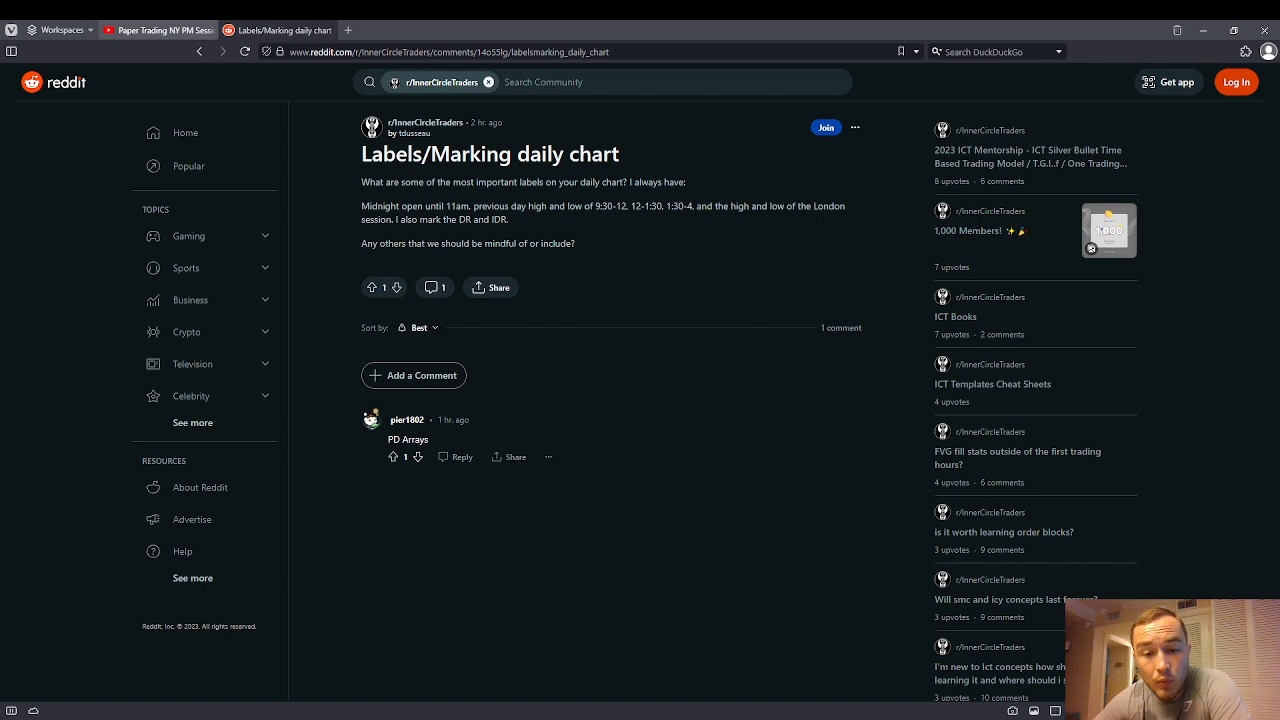 Workspaces
Paper Trading NY PM Sessi
Labels/Marking daily chart
www.reddit.com/r/InnerCircleTraders/comments/14o55lg/labelsmarking_daily_chart
Search DuckDuckGo
reddit
r/InnerCircleTraders
Search Community
Get app
Log In
Home
Popular
TOPICS
Gaming
Sports
Business
Crypto
Television
Celebrity
See more
RESOURCES
About Reddit
Advertise
Help
See more
Reddit, Inc. © 2023. All rights reserved.
r/InnerCircleTraders • 2 hr. ago
by tdusseau
Join
Labels/Marking daily chart
What are some of the most important labels on your daily chart? I always have:
Midnight open until 11am, previous day high and low of 9:30-12, 12-1:30, 1:30-4, and the high and low of the London
session. I also mark the DR and IDR.
Any others that we should be mindful of or include?
1
1
Share
Sort by:
Best
1 comment
Add a Comment
pier1802 • 1 hr. ago
PD Arrays
1
Reply
Share
r/InnerCircleTraders
2023 ICT Mentorship - ICT Silver Bullet Time
Based Trading Model / T.G.I..f / One Trading...
8 upvotes · 6 comments
r/InnerCircleTraders
1,000 Members! ✨🎉
1000
7 upvotes
r/InnerCircleTraders
ICT Books
7 upvotes · 2 comments
r/InnerCircleTraders
ICT Templates Cheat Sheets
4 upvotes
r/InnerCircleTraders
FVG fill stats outside of the first trading
hours?
4 upvotes · 6 comments
r/InnerCircleTraders
is it worth learning order blocks?
3 upvotes · 9 comments
r/InnerCircleTraders
Will smc and icy concepts last forever?
3 upvotes · 9 comments
r/InnerCircleTraders
I'm new to Ict concepts how sh
learning it and where should i s
3 upvotes · 10 comments